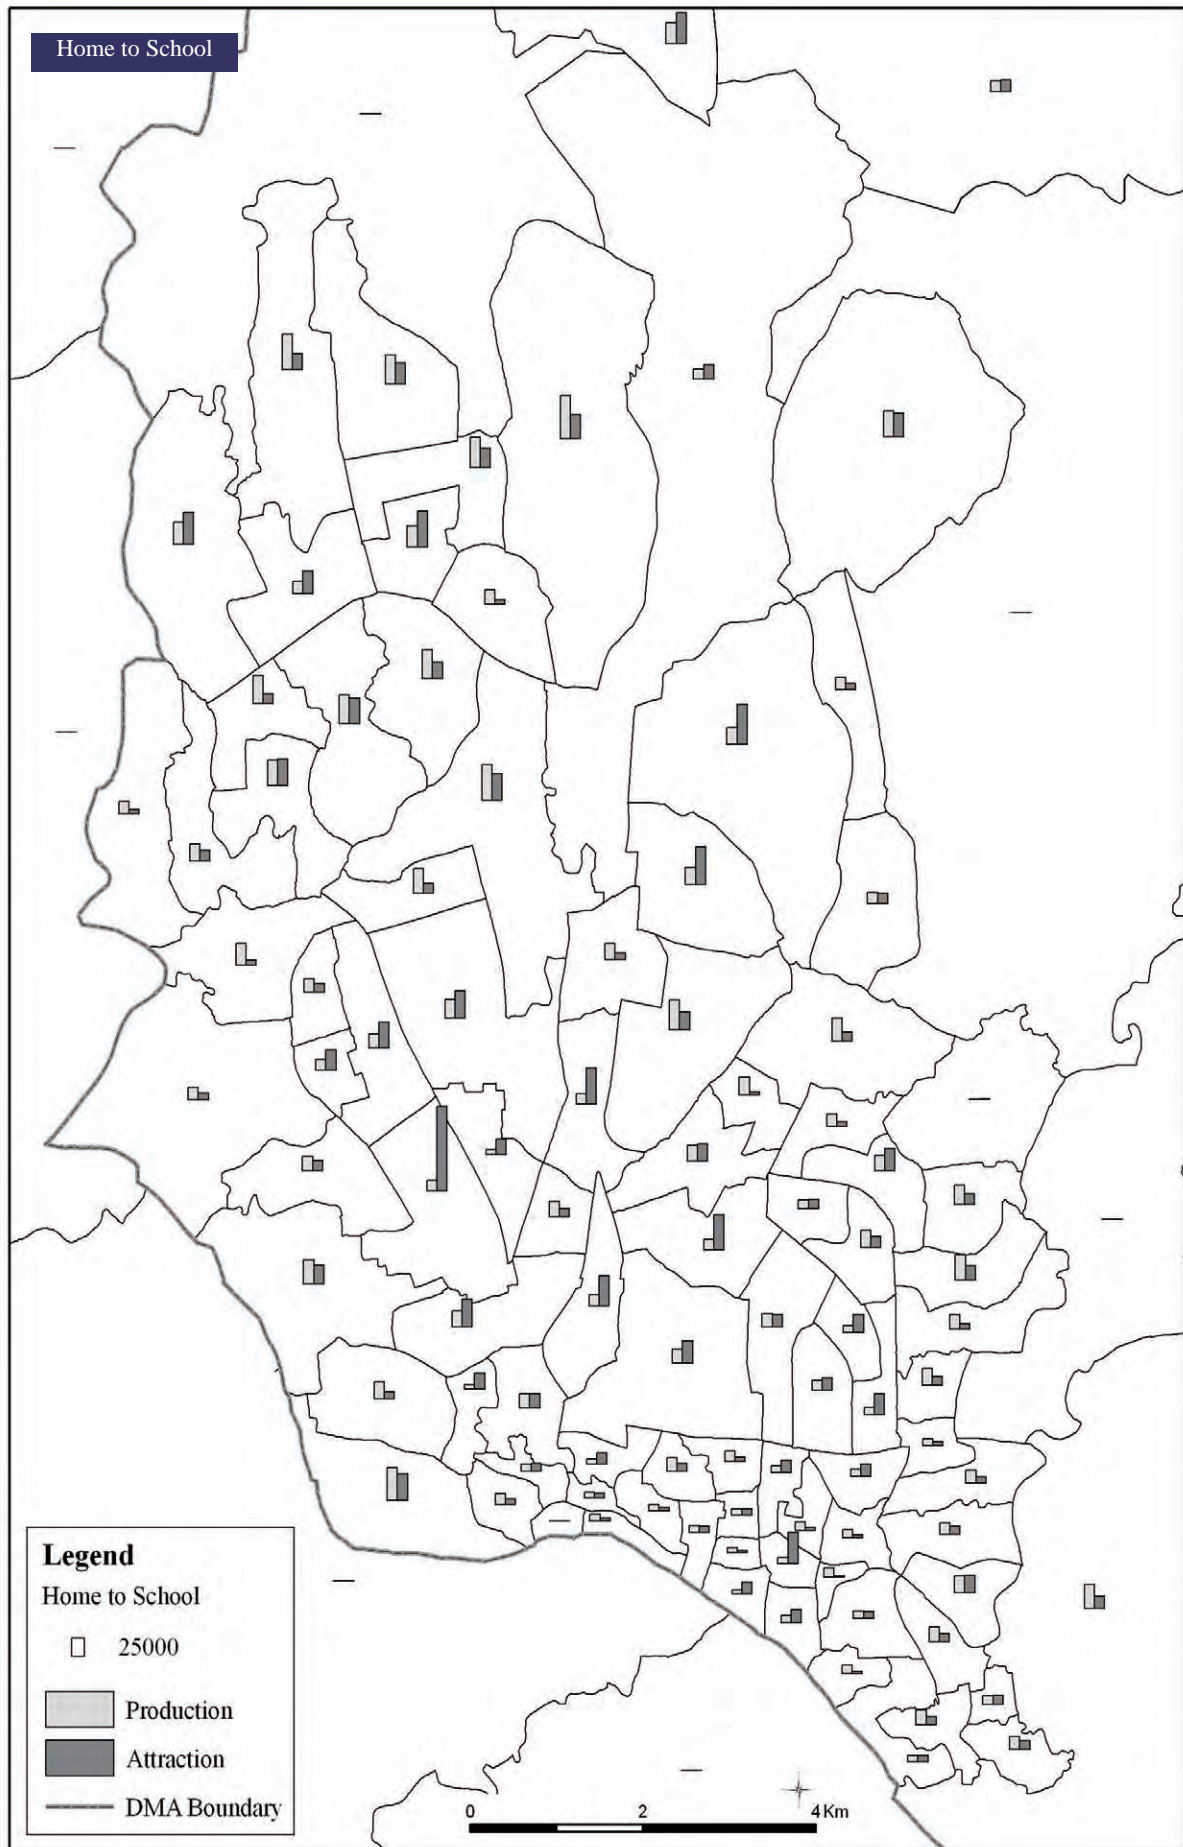 Home to School
Legend
Home to School
25000
Production
Attraction
DMA Boundary
0 2 4 Km